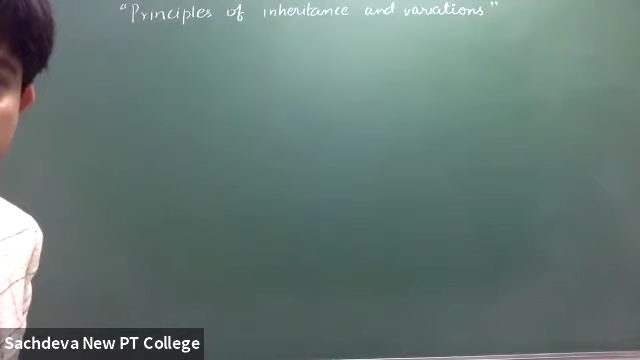 "Principles of inheritance and variations"
Sachdeva New PT College